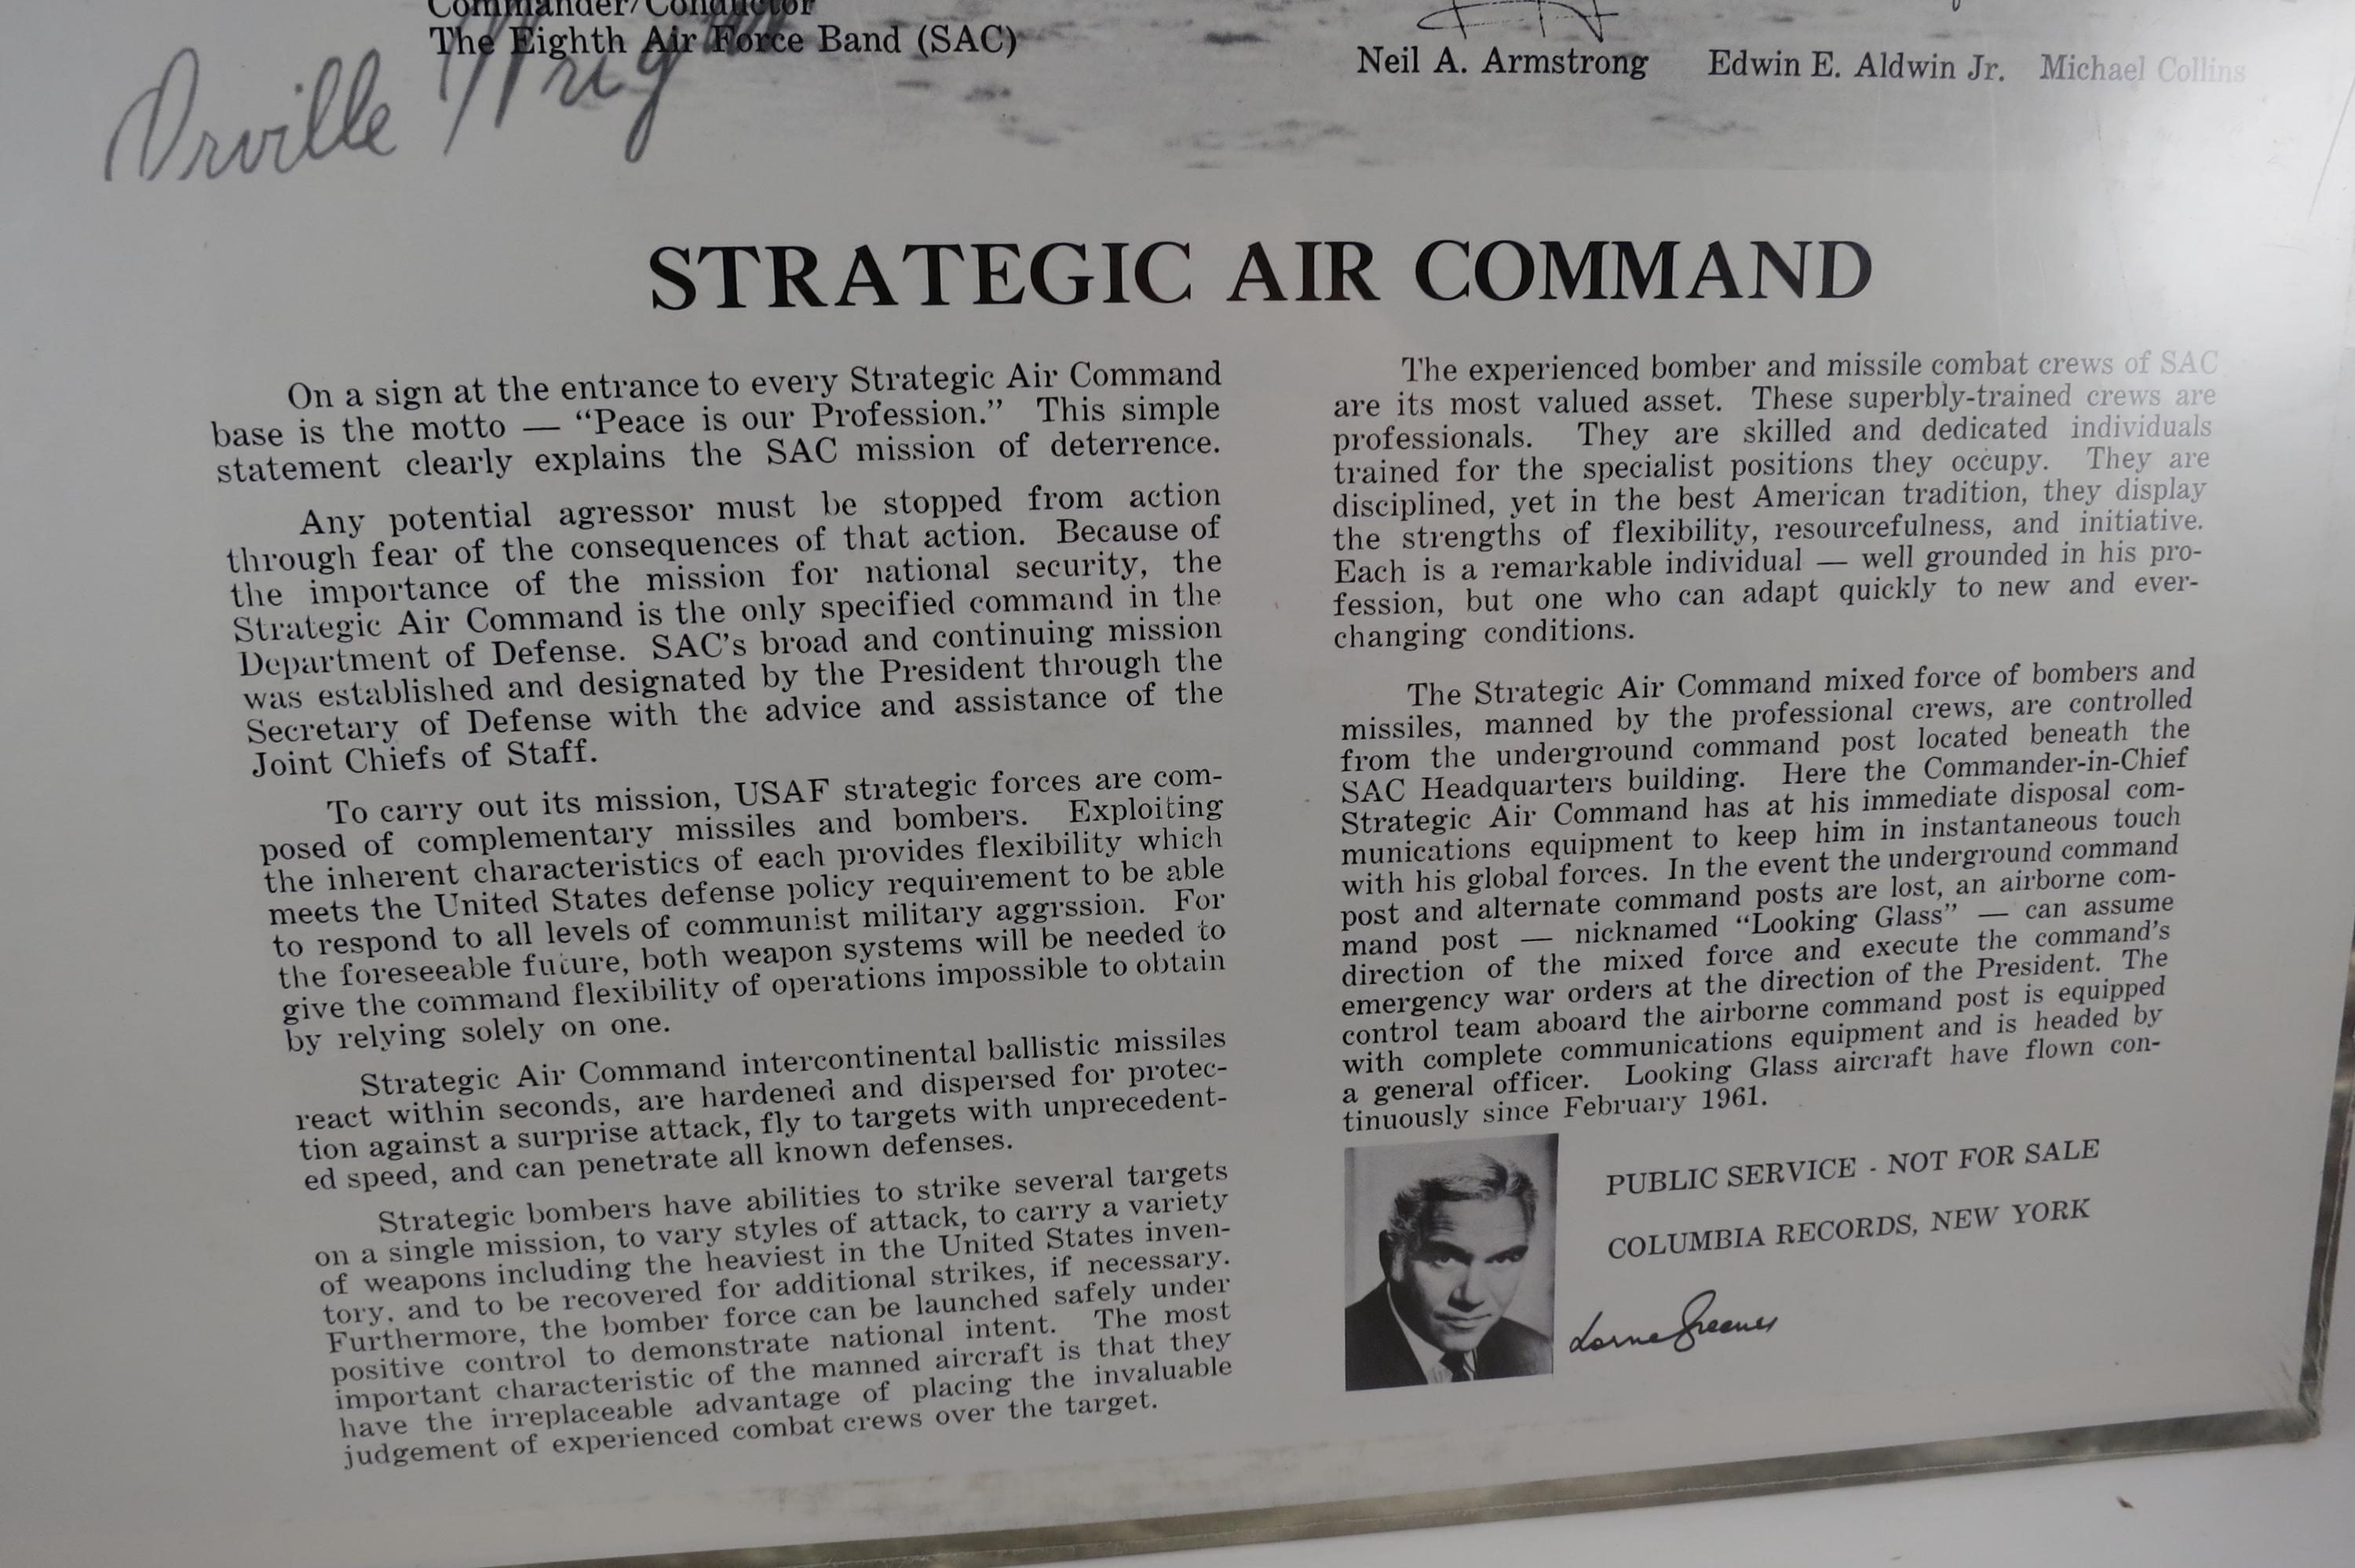 Commander/Conductor
The Eighth Air Force Band (SAC)
Orville Wright
Neil A. Armstrong Edwin E. Aldwin Jr. Michael Collins
STRATEGIC AIR COMMAND
On a sign at the entrance to every Strategic Air Command
base is the motto — “Peace is our Profession.” This simple
statement clearly explains the SAC mission of deterrence.
Any potential agressor must be stopped from action
through fear of the consequences of that action. Because of
the importance of the mission for national security, the
Strategic Air Command is the only specified command in the
Department of Defense. SAC's broad and continuing mission
was established and designated by the President through the
Secretary of Defense with the advice and assistance of the
Joint Chiefs of Staff.
To carry out its mission, USAF strategic forces are com-
posed of complementary missiles and bombers. Exploiting
the inherent characteristics of each provides flexibility which
meets the United States defense policy requirement to be able
to respond to all levels of communist military aggrssion. For
the foreseeable future, both weapon systems will be needed to
give the command flexibility of operations impossible to obtain
by relying solely on one.
Strategic Air Command intercontinental ballistic missiles
react within seconds, are hardened and dispersed for protec-
tion against a surprise attack, fly to targets with unprecedent-
ed speed, and can penetrate all known defenses.
Strategic bombers have abilities to strike several targets
on a single mission, to vary styles of attack, to carry a variety
of weapons including the heaviest in the United States inven-
tory, and to be recovered for additional strikes, if necessary.
Furthermore, the bomber force can be launched safely under
positive control to demonstrate national intent. The most
important characteristic of the manned aircraft is that they
have the irreplaceable advantage of placing the invaluable
judgement of experienced combat crews over the target.
The experienced bomber and missile combat crews of SAC
are its most valued asset. These superbly-trained crews are
professionals. They are skilled and dedicated individuals
trained for the specialist positions they occupy. They are
disciplined, yet in the best American tradition, they display
the strengths of flexibility, resourcefulness, and initiative.
Each is a remarkable individual — well grounded in his pro-
fession, but one who can adapt quickly to new and ever-
changing conditions.
The Strategic Air Command mixed force of bombers and
missiles, manned by the professional crews, are controlled
from the underground command post located beneath the
SAC Headquarters building. Here the Commander-in-Chief
Strategic Air Command has at his immediate disposal com-
munications equipment to keep him in instantaneous touch
with his global forces. In the event the underground command
post and alternate command posts are lost, an airborne com-
mand post — nicknamed “Looking Glass” — can assume
direction of the mixed force and execute the command's
emergency war orders at the direction of the President. The
control team aboard the airborne command post is equipped
with complete communications equipment and is headed by
a general officer. Looking Glass aircraft have flown con-
tinuously since February 1961.
PUBLIC SERVICE - NOT FOR SALE
COLUMBIA RECORDS, NEW YORK
Lorne Greene